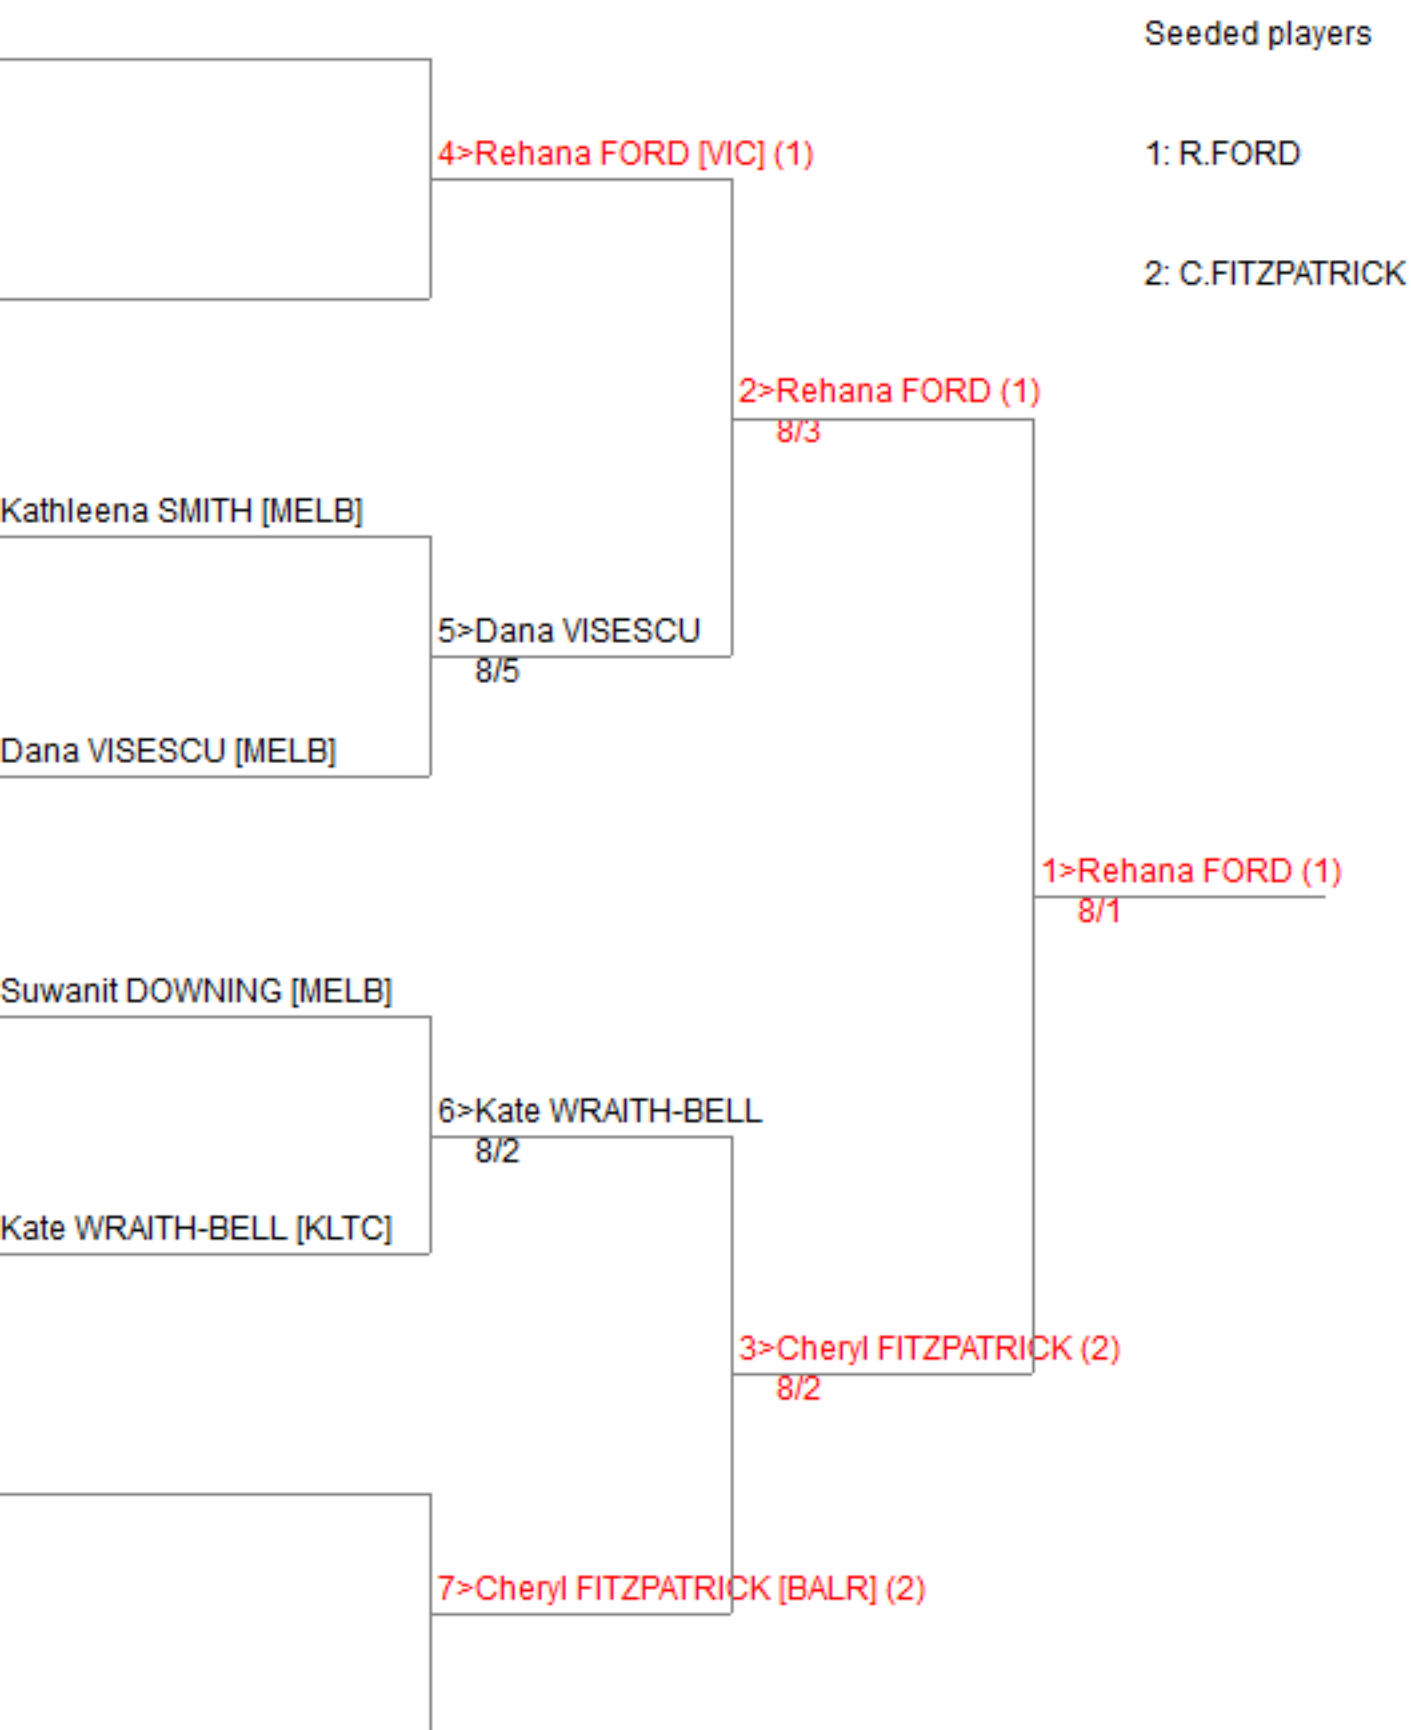 Seeded players
4>Rehana FORD [VIC] (1)
1: R.FORD
2: C.FITZPATRICK
2>Rehana FORD (1)
8/3
Kathleena SMITH [MELB]
5>Dana VISESCU
8/5
Dana VISESCU [MELB]
1>Rehana FORD (1)
8/1
Suwanit DOWNING [MELB]
6>Kate WRAITH-BELL
8/2
Kate WRAITH-BELL [KLTC]
3>Cheryl FITZPATRICK (2)
8/2
7>Cheryl FITZPATRICK [BALR] (2)